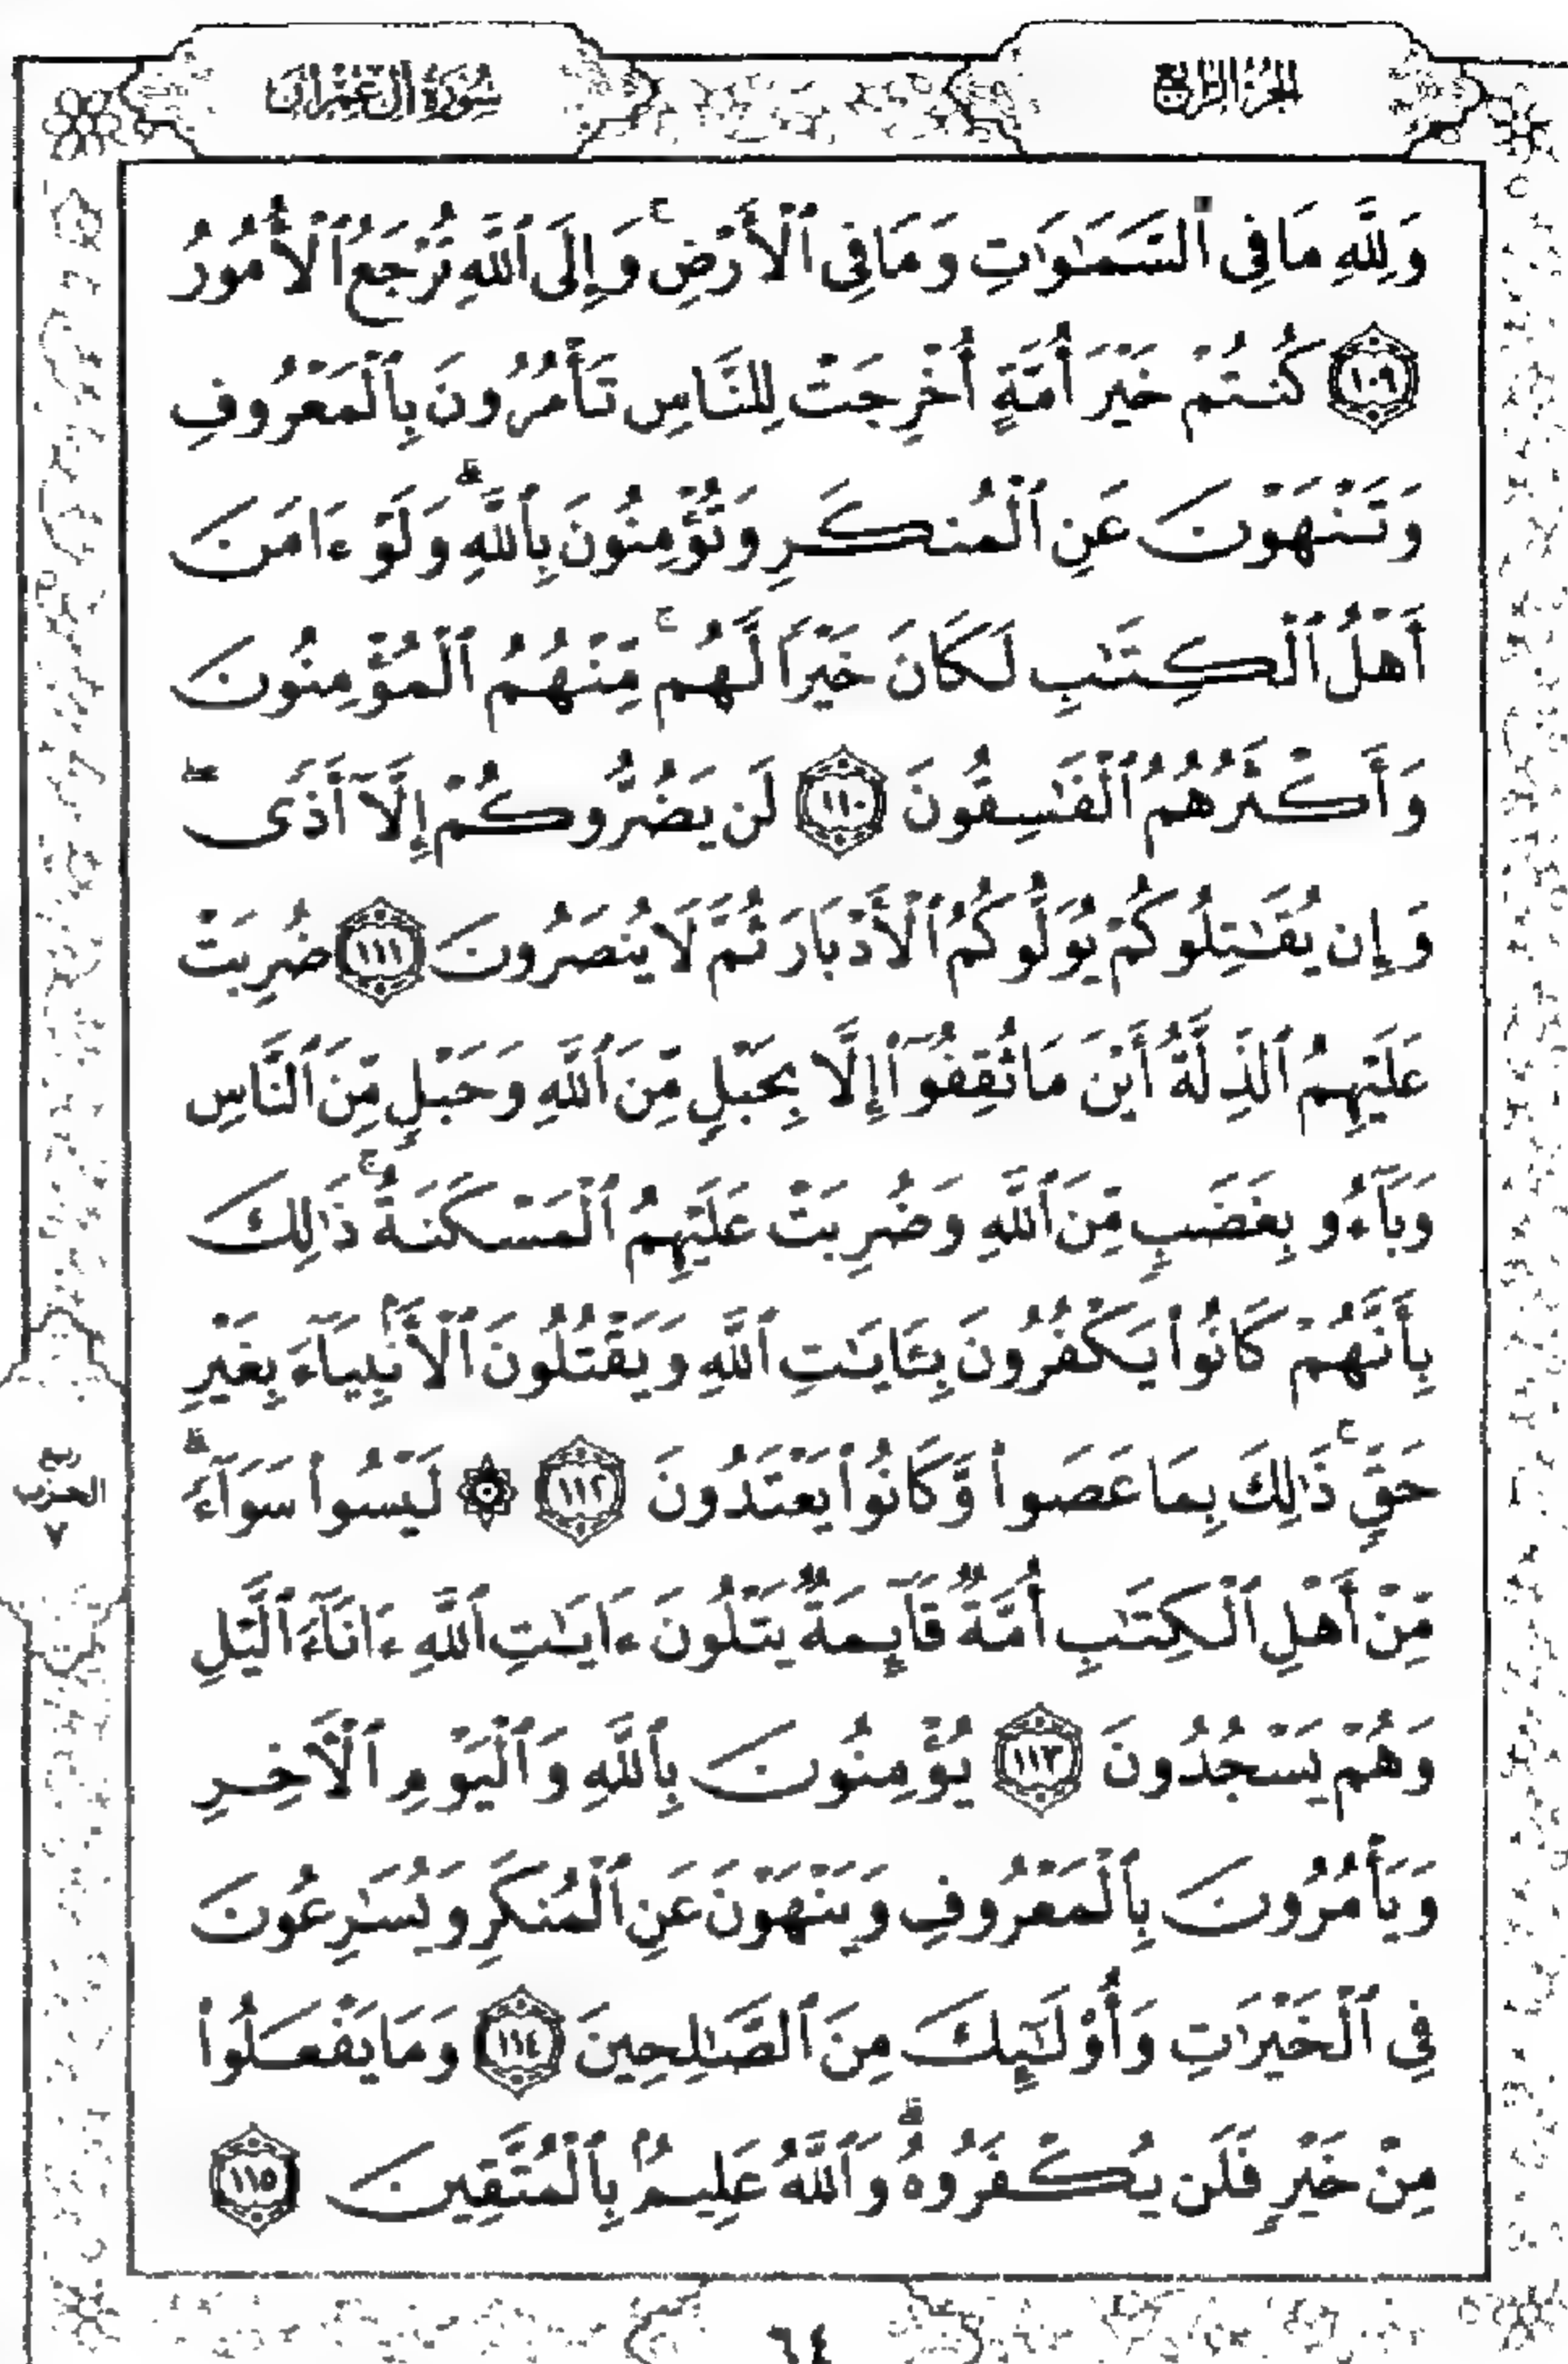 الجزء الرابع
سورة آل عمران
وَلِلَّهِ مَا فِى ٱلسَّمَـٰوَٰتِ وَمَا فِى ٱلْأَرْضِ ۚ وَإِلَى ٱللَّهِ تُرْجَعُ ٱلْأُمُورُ
١٠٩ كُنتُمْ خَيْرَ أُمَّةٍ أُخْرِجَتْ لِلنَّاسِ تَأْمُرُونَ بِٱلْمَعْرُوفِ
وَتَنْهَوْنَ عَنِ ٱلْمُنكَرِ وَتُؤْمِنُونَ بِٱللَّهِ ۗ وَلَوْ ءَامَنَ
أَهْلُ ٱلْكِتَـٰبِ لَكَانَ خَيْرًا لَّهُم ۚ مِّنْهُمُ ٱلْمُؤْمِنُونَ
وَأَكْثَرُهُمُ ٱلْفَـٰسِقُونَ ١١٠ لَن يَضُرُّوكُمْ إِلَّآ أَذًى ۖ
وَإِن يُقَـٰتِلُوكُمْ يُوَلُّوكُمُ ٱلْأَدْبَارَ ثُمَّ لَا يُنصَرُونَ ١١١ ضُرِبَتْ
عَلَيْهِمُ ٱلذِّلَّةُ أَيْنَ مَا ثُقِفُوٓا۟ إِلَّا بِحَبْلٍ مِّنَ ٱللَّهِ وَحَبْلٍ مِّنَ ٱلنَّاسِ
وَبَآءُو بِغَضَبٍ مِّنَ ٱللَّهِ وَضُرِبَتْ عَلَيْهِمُ ٱلْمَسْكَنَةُ ۚ ذَٰلِكَ
بِأَنَّهُمْ كَانُوا۟ يَكْفُرُونَ بِـَٔايَـٰتِ ٱللَّهِ وَيَقْتُلُونَ ٱلْأَنۢبِيَآءَ بِغَيْرِ
حَقٍّ ۚ ذَٰلِكَ بِمَا عَصَوا۟ وَّكَانُوا۟ يَعْتَدُونَ ١١٢ ۞ لَيْسُوا۟ سَوَآءً ۗ
مِّنْ أَهْلِ ٱلْكِتَـٰبِ أُمَّةٌ قَآئِمَةٌ يَتْلُونَ ءَايَـٰتِ ٱللَّهِ ءَانَآءَ ٱلَّيْلِ
وَهُمْ يَسْجُدُونَ ١١٣ يُؤْمِنُونَ بِٱللَّهِ وَٱلْيَوْمِ ٱلْـَٔاخِرِ
وَيَأْمُرُونَ بِٱلْمَعْرُوفِ وَيَنْهَوْنَ عَنِ ٱلْمُنكَرِ وَيُسَـٰرِعُونَ
فِى ٱلْخَيْرَٰتِ وَأُو۟لَـٰٓئِكَ مِنَ ٱلصَّـٰلِحِينَ ١١٤ وَمَا يَفْعَلُوا۟
مِنْ خَيْرٍ فَلَن يُكْفَرُوهُ ۗ وَٱللَّهُ عَلِيمٌۢ بِٱلْمُتَّقِينَ ١١٥
ربع
الحزب
٧
٦٤